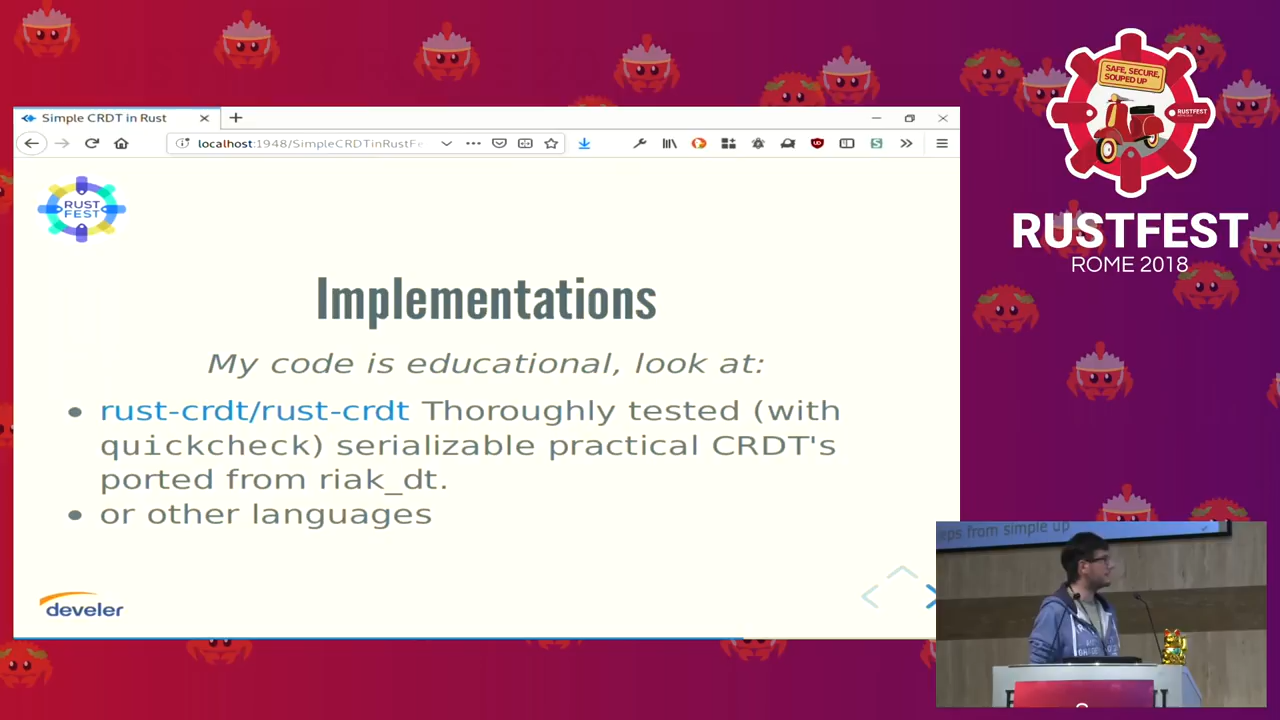 Simple CRDT in Rust
localhost:1948/SimpleCRDTinRustFe
RUST
FEST
Implementations
My code is educational, look at:
• rust-crdt/rust-crdt Thoroughly tested (with
quickcheck) serializable practical CRDT's
ported from riak_dt.
• or other languages
develer
SAFE, SECURE,
SOUPED UP
RUSTFEST
RUSTFEST
ROME 2018
eps from simple up